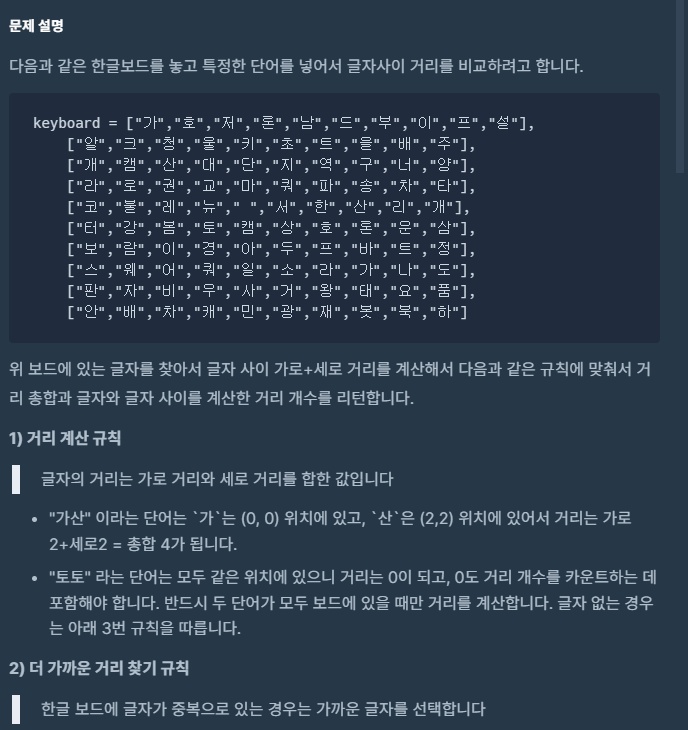 문제 설명
다음과 같은 한글보드를 놓고 특정한 단어를 넣어서 글자사이 거리를 비교하려고 합니다.
keyboard = ["가","호","저","론","남","드","부","이","프","설"],
["알","크","청","울","키","초","트","을","배","주"],
["개","캠","산","대","단","지","역","구","너","양"],
["라","로","권","교","마","쿼","파","송","차","타"],
["코","불","레","뉴"," ","서","한","산","리","개"],
["터","강","봄","토","캠","상","호","론","운","삼"],
["보","람","이","경","아","두","프","바","트","정"],
["스","웨","어","쿼","일","소","라","가","나","도"],
["판","자","비","우","사","거","왕","태","요","품"],
["안","배","차","캐","민","광","재","봇","북","하"]
위 보드에 있는 글자를 찾아서 글자 사이 가로+세로 거리를 계산해서 다음과 같은 규칙에 맞춰서 거
리 총합과 글자와 글자 사이를 계산한 거리 개수를 리턴합니다.
1) 거리 계산 규칙
글자의 거리는 가로 거리와 세로 거리를 합한 값입니다
• "가산" 이라는 단어는 `가`는 (0, 0) 위치에 있고, `산`은 (2,2) 위치에 있어서 거리는 가로
2+세로2 = 총합 4가 됩니다.
• "토토" 라는 단어는 모두 같은 위치에 있으니 거리는 0이 되고, 0도 거리 개수를 카운트하는 데
포함해야 합니다. 반드시 두 단어가 모두 보드에 있을 때만 거리를 계산합니다. 글자 없는 경우
는 아래 3번 규칙을 따릅니다.
2) 더 가까운 거리 찾기 규칙
한글 보드에 글자가 중복으로 있는 경우는 가까운 글자를 선택합니다